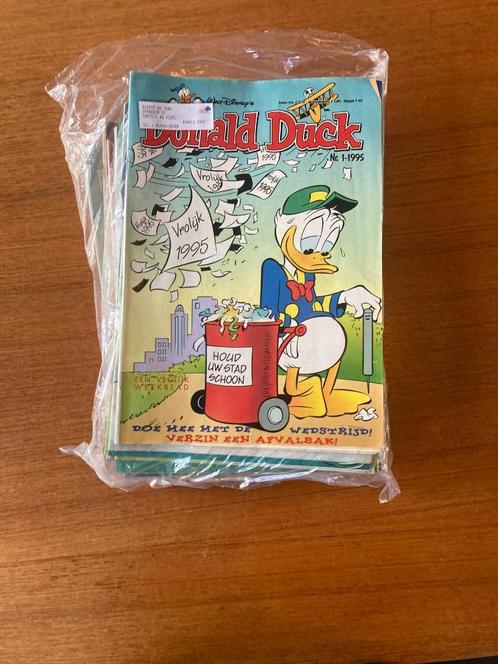 WALT DISNEY's
Donald Duck
Nr. 1-1995
1995
Vrolijk
1995
HOUD
UW STAD
SCHOON
EEN VROLIJK
WEEKBLAD
DOE MEE MET DE WEDSTRIJD!
VERZIN EEN AFVALBAK!